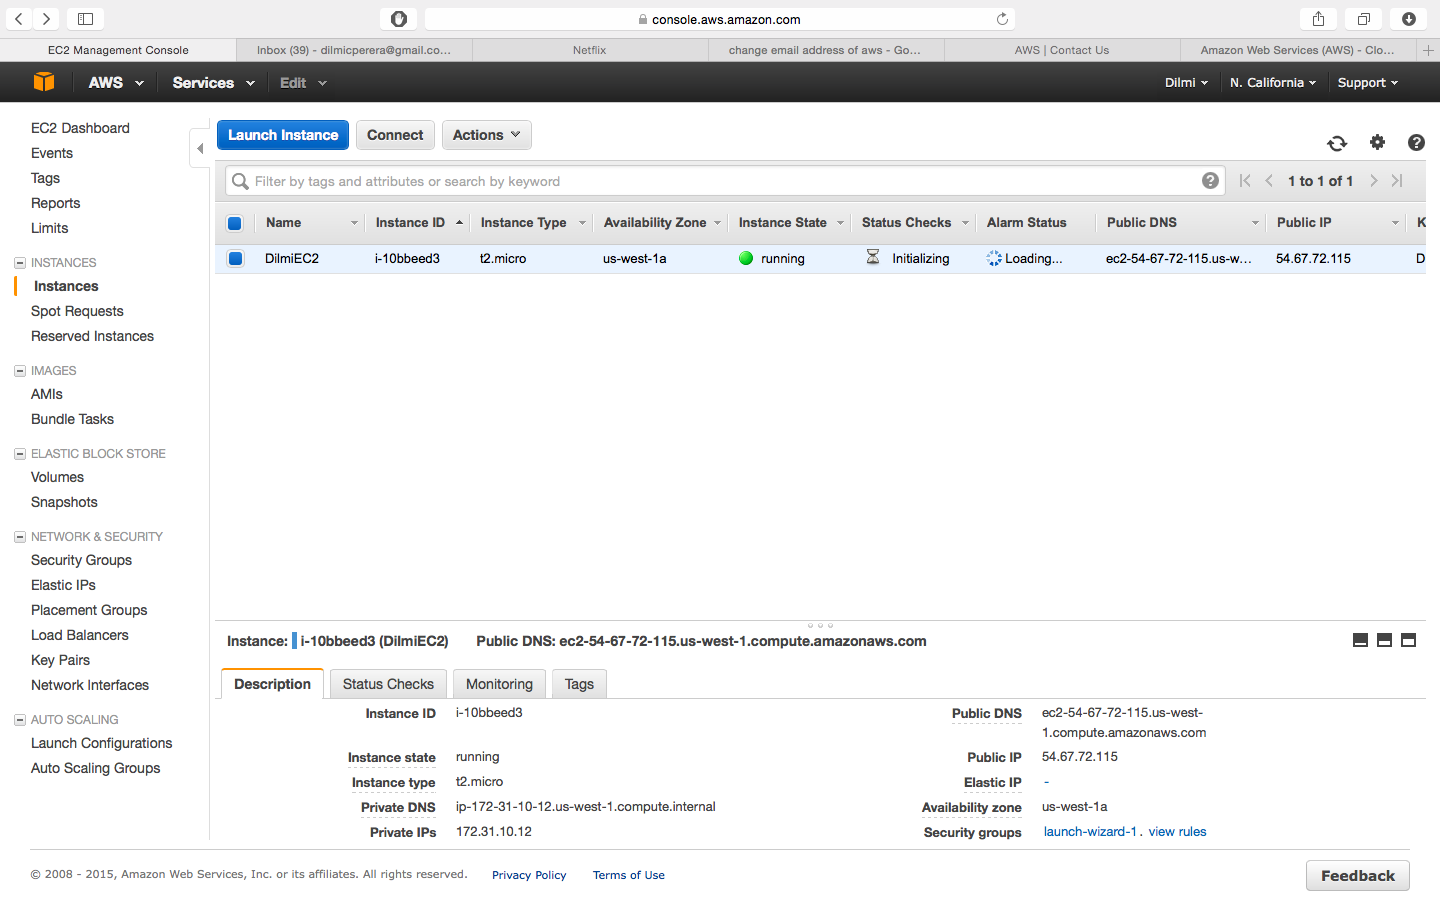 console.aws.amazon.com
EC2 Management Console
Inbox (39) - dilmicperera@gmail.co...
Netflix
change email address of aws - Go...
AWS | Contact Us
Amazon Web Services (AWS) - Clo...
AWS Services Edit
Dilmi N. California Support
EC2 Dashboard
Events
Tags
Reports
Limits
INSTANCES
Instances
Spot Requests
Reserved Instances
IMAGES
AMIs
Bundle Tasks
ELASTIC BLOCK STORE
Volumes
Snapshots
NETWORK & SECURITY
Security Groups
Elastic IPs
Placement Groups
Load Balancers
Key Pairs
Network Interfaces
AUTO SCALING
Launch Configurations
Auto Scaling Groups
Launch Instance Connect Actions
Filter by tags and attributes or search by keyword
1 to 1 of 1
Name Instance ID Instance Type Availability Zone Instance State Status Checks Alarm Status Public DNS Public IP K
DilmiEC2 i-10bbeed3 t2.micro us-west-1a running Initializing Loading... ec2-54-67-72-115.us-w... 54.67.72.115 D
Instance: i-10bbeed3 (DilmiEC2) Public DNS: ec2-54-67-72-115.us-west-1.compute.amazonaws.com
Description Status Checks Monitoring Tags
Instance ID i-10bbeed3
Instance state running
Instance type t2.micro
Private DNS ip-172-31-10-12.us-west-1.compute.internal
Private IPs 172.31.10.12
Public DNS ec2-54-67-72-115.us-west-
1.compute.amazonaws.com
Public IP 54.67.72.115
Elastic IP -
Availability zone us-west-1a
Security groups launch-wizard-1. view rules
© 2008 - 2015, Amazon Web Services, Inc. or its affiliates. All rights reserved. Privacy Policy Terms of Use
Feedback